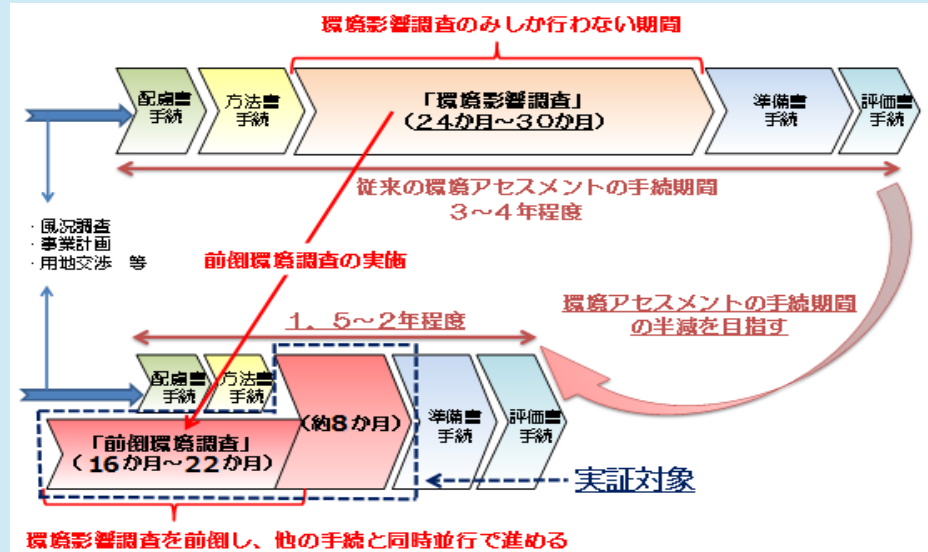 環境影響調査のみしか行わない期間
配慮書
手続
方法書
手続
「環境影響調査」
(24か月～30か月)
準備書
手続
評価書
手続
従来の環境アセスメントの手続期間
3～4年程度
・風況調査
・事業計画
・用地交渉 等
前倒環境調査の実施
環境アセスメントの手続期間
の半減を目指す
1.5～2年程度
配慮書
手続
方法書
手続
(約8か月)
準備書
手続
評価書
手続
「前倒環境調査」
(16か月～22か月)
実証対象
環境影響調査を前倒し、他の手続と同時並行で進める